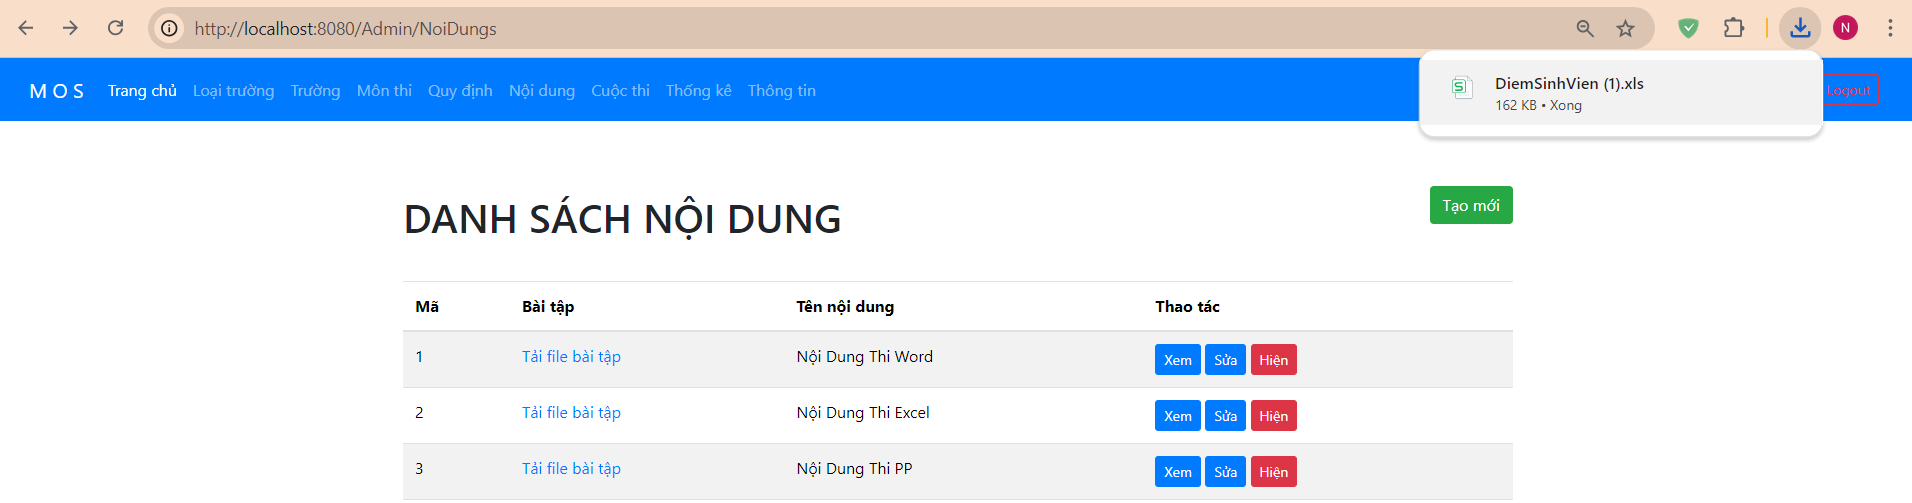 http://localhost:8080/Admin/NoiDungs
N
M O S Trang chủ Loại trường Trường Môn thi Quy định Nội dung Cuộc thi Thống kê Thông tin Logout
DiemSinhVien (1).xls
162 KB • Xong
DANH SÁCH NỘI DUNG
Tạo mới
Mã Bài tập Tên nội dung Thao tác
1 Tải file bài tập Nội Dung Thi Word Xem Sửa Hiện
2 Tải file bài tập Nội Dung Thi Excel Xem Sửa Hiện
3 Tải file bài tập Nội Dung Thi PP Xem Sửa Hiện